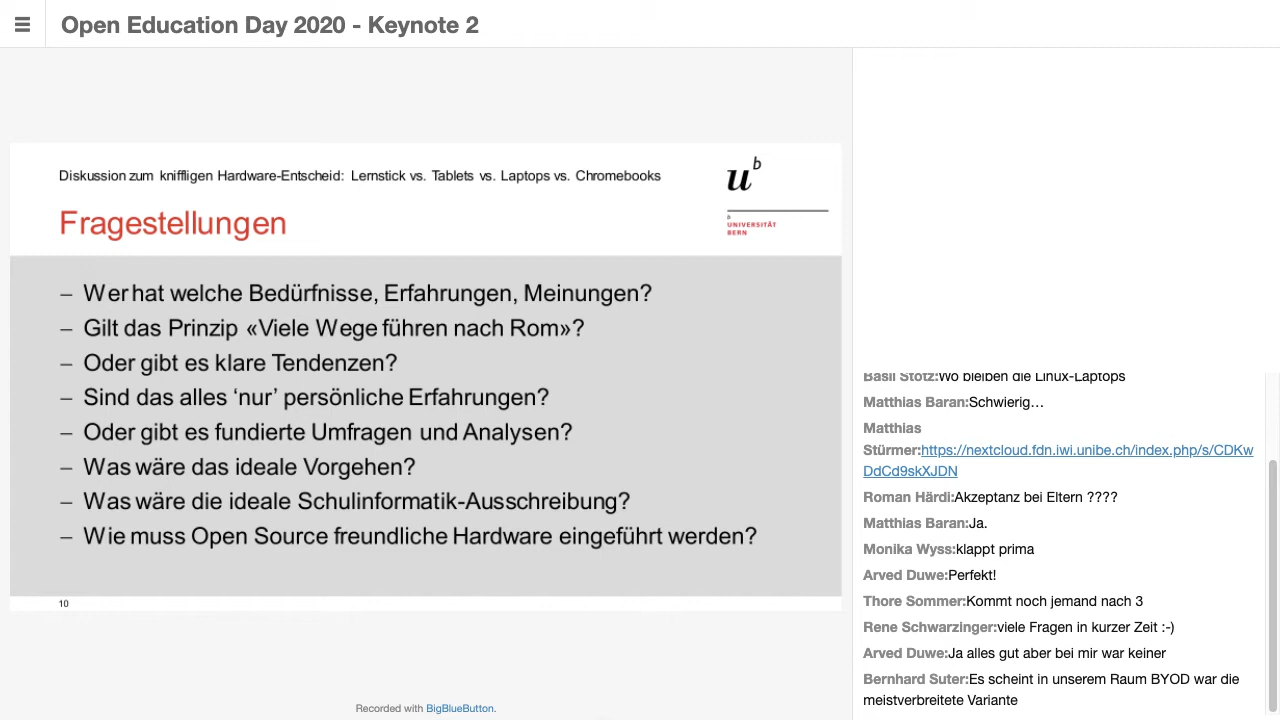 Open Education Day 2020 - Keynote 2
Diskussion zum kniffligen Hardware-Entscheid: Lernstick vs. Tablets vs. Laptops vs. Chromebooks
u b
b
UNIVERSITÄT
BERN
Fragestellungen
– Wer hat welche Bedürfnisse, Erfahrungen, Meinungen?
– Gilt das Prinzip «Viele Wege führen nach Rom»?
– Oder gibt es klare Tendenzen?
– Sind das alles ‘nur’ persönliche Erfahrungen?
– Oder gibt es fundierte Umfragen und Analysen?
– Was wäre das ideale Vorgehen?
– Was wäre die ideale Schulinformatik-Ausschreibung?
– Wie muss Open Source freundliche Hardware eingeführt werden?
10
Recorded with BigBlueButton.
Basil Stotz:Wo bleiben die Linux-Laptops
Matthias Baran:Schwierig…
Matthias
Stürmer:https://nextcloud.fdn.iwi.unibe.ch/index.php/s/CDKw
DdCd9skXJDN
Roman Härdi:Akzeptanz bei Eltern ????
Matthias Baran:Ja.
Monika Wyss:klappt prima
Arved Duwe:Perfekt!
Thore Sommer:Kommt noch jemand nach 3
Rene Schwarzinger:viele Fragen in kurzer Zeit :-)
Arved Duwe:Ja alles gut aber bei mir war keiner
Bernhard Suter:Es scheint in unserem Raum BYOD war die
meistverbreitete Variante